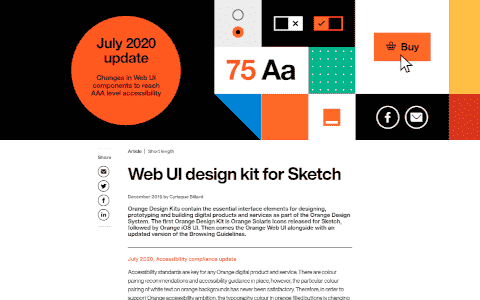 July 2020
update
Changes in Web UI
components to reach
AAA level accessibility
75 Aa
Buy
Share
Article | Short length
Web UI design kit for Sketch
December 2019 by Cyriaque Billard
Orange Design Kits contain the essential interface elements for designing,
prototyping and building digital products and services as part of the Orange Design
System. The first Orange Design Kit is Orange Solaris Icons released for Sketch,
followed by Orange iOS UI. Then comes the Orange Web UI alongside with an
updated version of the Browsing Guidelines.
July 2020, Accessibility compliance update
Accessibility standards are key for any Orange digital product and service. There are colour
pairing recommendations and accessibility guidance in place, however, the particular colour
pairing of white text on orange backgrounds has never been satisfactory. Therefore, in order to
support Orange accessibility ambition, the typography colour in orange filled buttons is changing